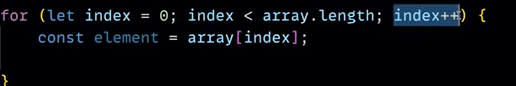 for (let index = 0; index < array.length; index++) {
    const element = array[index];
}